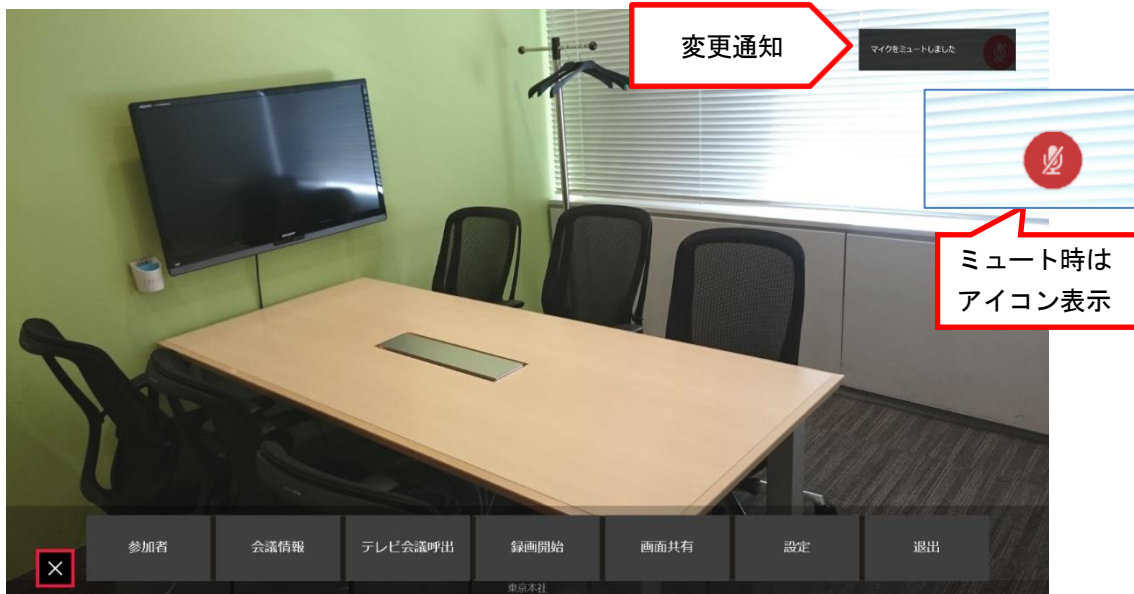 変更通知
マイクをミュートしました
ミュート時は
アイコン表示
参加者
会議情報
テレビ会議呼出
録画開始
画面共有
設定
退出
東京本社